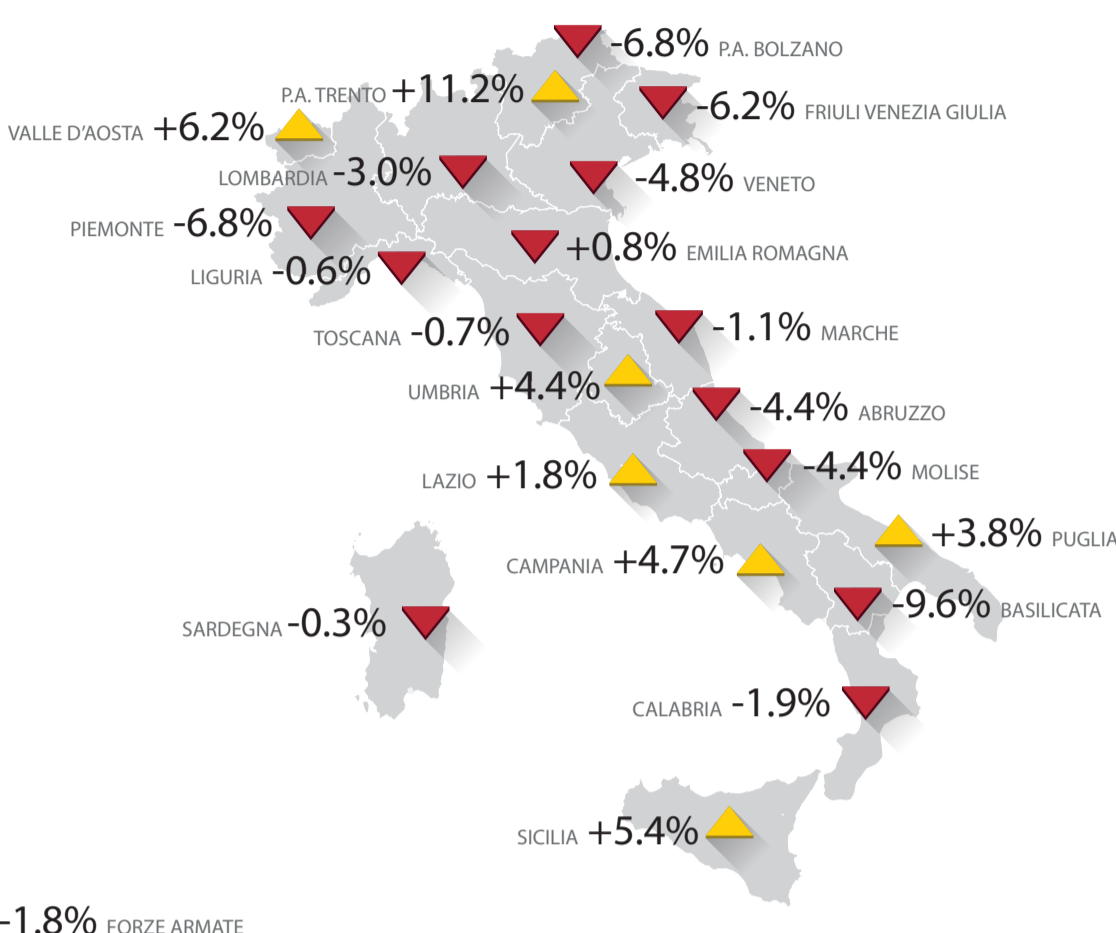 -6.8% P.A. BOLZANO
P.A. TRENTO +11.2%
-6.2% FRIULI VENEZIA GIULIA
VALLE D'AOSTA +6.2%
LOMBARDIA -3.0%
-4.8% VENETO
PIEMONTE -6.8%
+0.8% EMILIA ROMAGNA
LIGURIA -0.6%
TOSCANA -0.7%
-1.1% MARCHE
UMBRIA +4.4%
-4.4% ABRUZZO
LAZIO +1.8%
-4.4% MOLISE
+3.8% PUGLIA
CAMPANIA +4.7%
-9.6% BASILICATA
SARDEGNA -0.3%
CALABRIA -1.9%
SICILIA +5.4%
-1.8% FORZE ARMATE